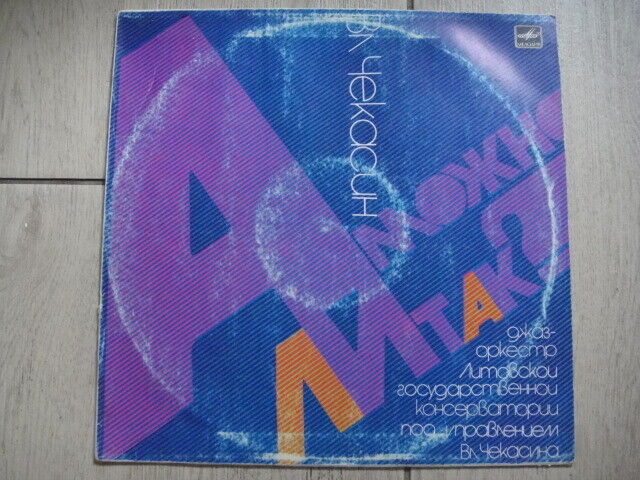 МЕЛОДИЯ
Вл. Чекасин
А можно
и так?
джаз-
оркестр
Литовской
государственной
консерватории
под управлением
Вл. Чекасина